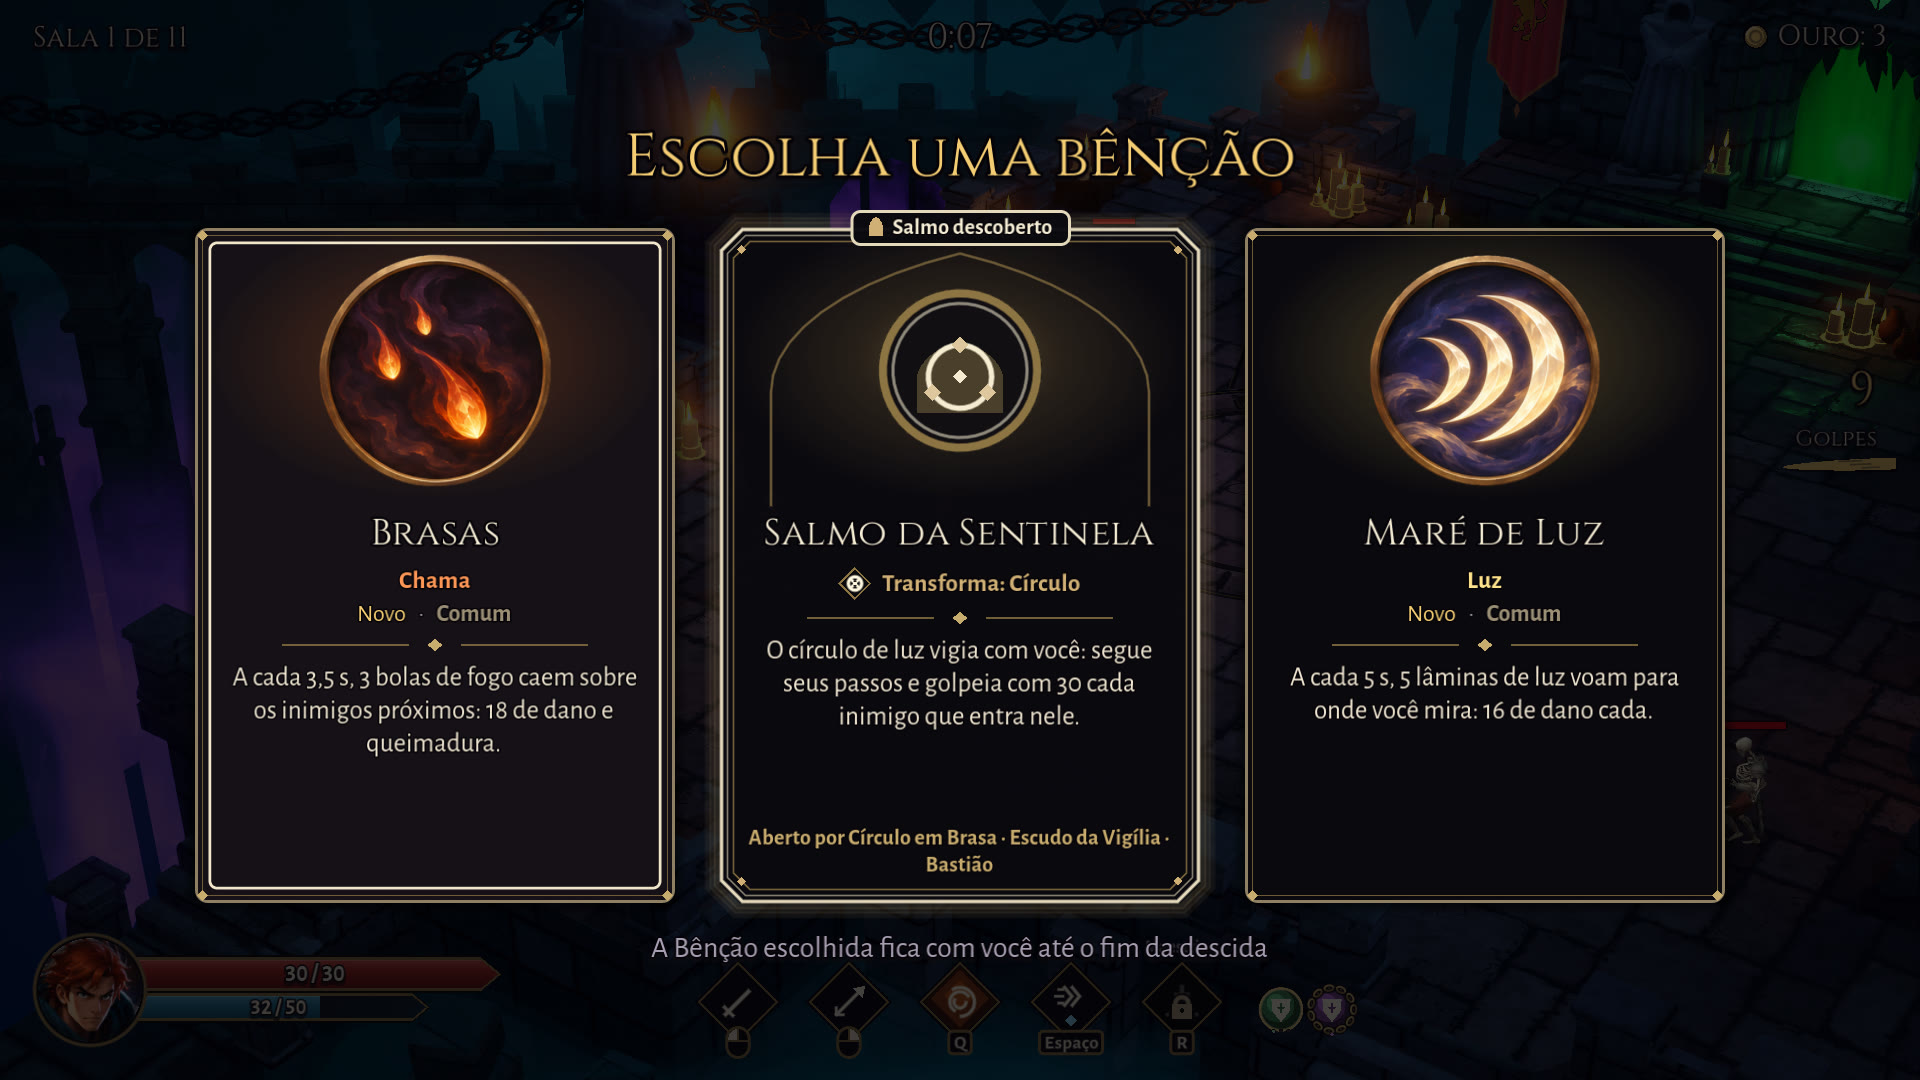 SALA 1 DE 11
0:07
OURO: 3
ESCOLHA UMA BÊNÇÃO
BRASAS
Chama
Novo · Comum
A cada 3,5 s, 3 bolas de fogo caem sobre
os inimigos próximos: 18 de dano e
queimadura.
Salmo descoberto
SALMO DA SENTINELA
Transforma: Círculo
O círculo de luz vigia com você: segue
seus passos e golpeia com 30 cada
inimigo que entra nele.
Aberto por Círculo em Brasa · Escudo da Vigília ·
Bastião
MARÉ DE LUZ
Luz
Novo · Comum
A cada 5 s, 5 lâminas de luz voam para
onde você mira: 16 de dano cada.
9
GOLPES
A Bênção escolhida fica com você até o fim da descida
30/30
32/50
Q
Espaço
R